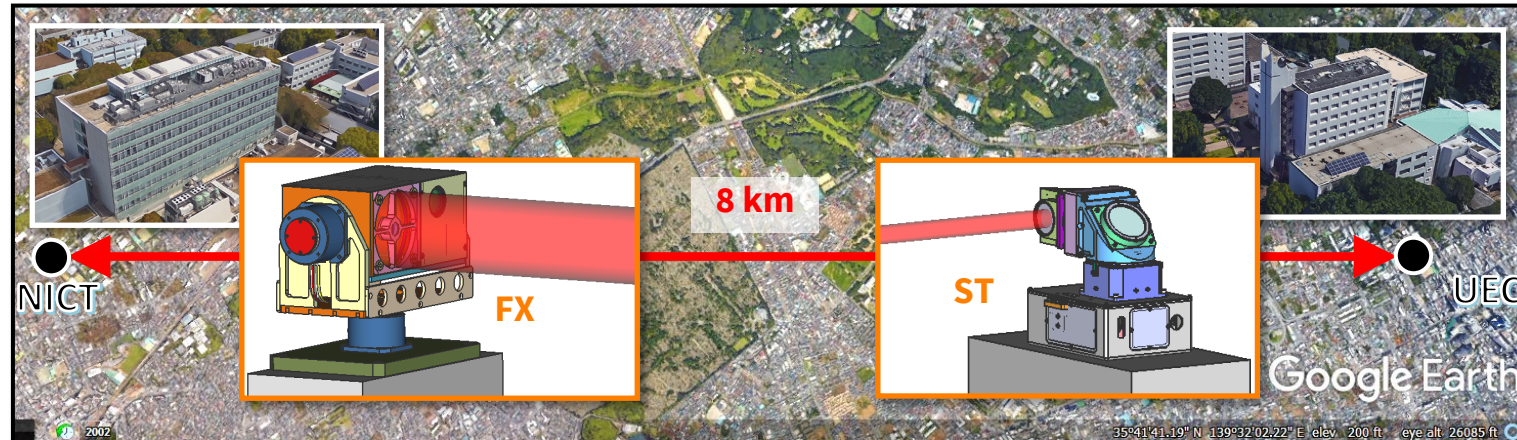 8 km
NICT
FX
ST
UEC
Google Earth
2002
35°41'41.19" N 139°32'02.22" E elev 200 ft eye alt 26085 ft